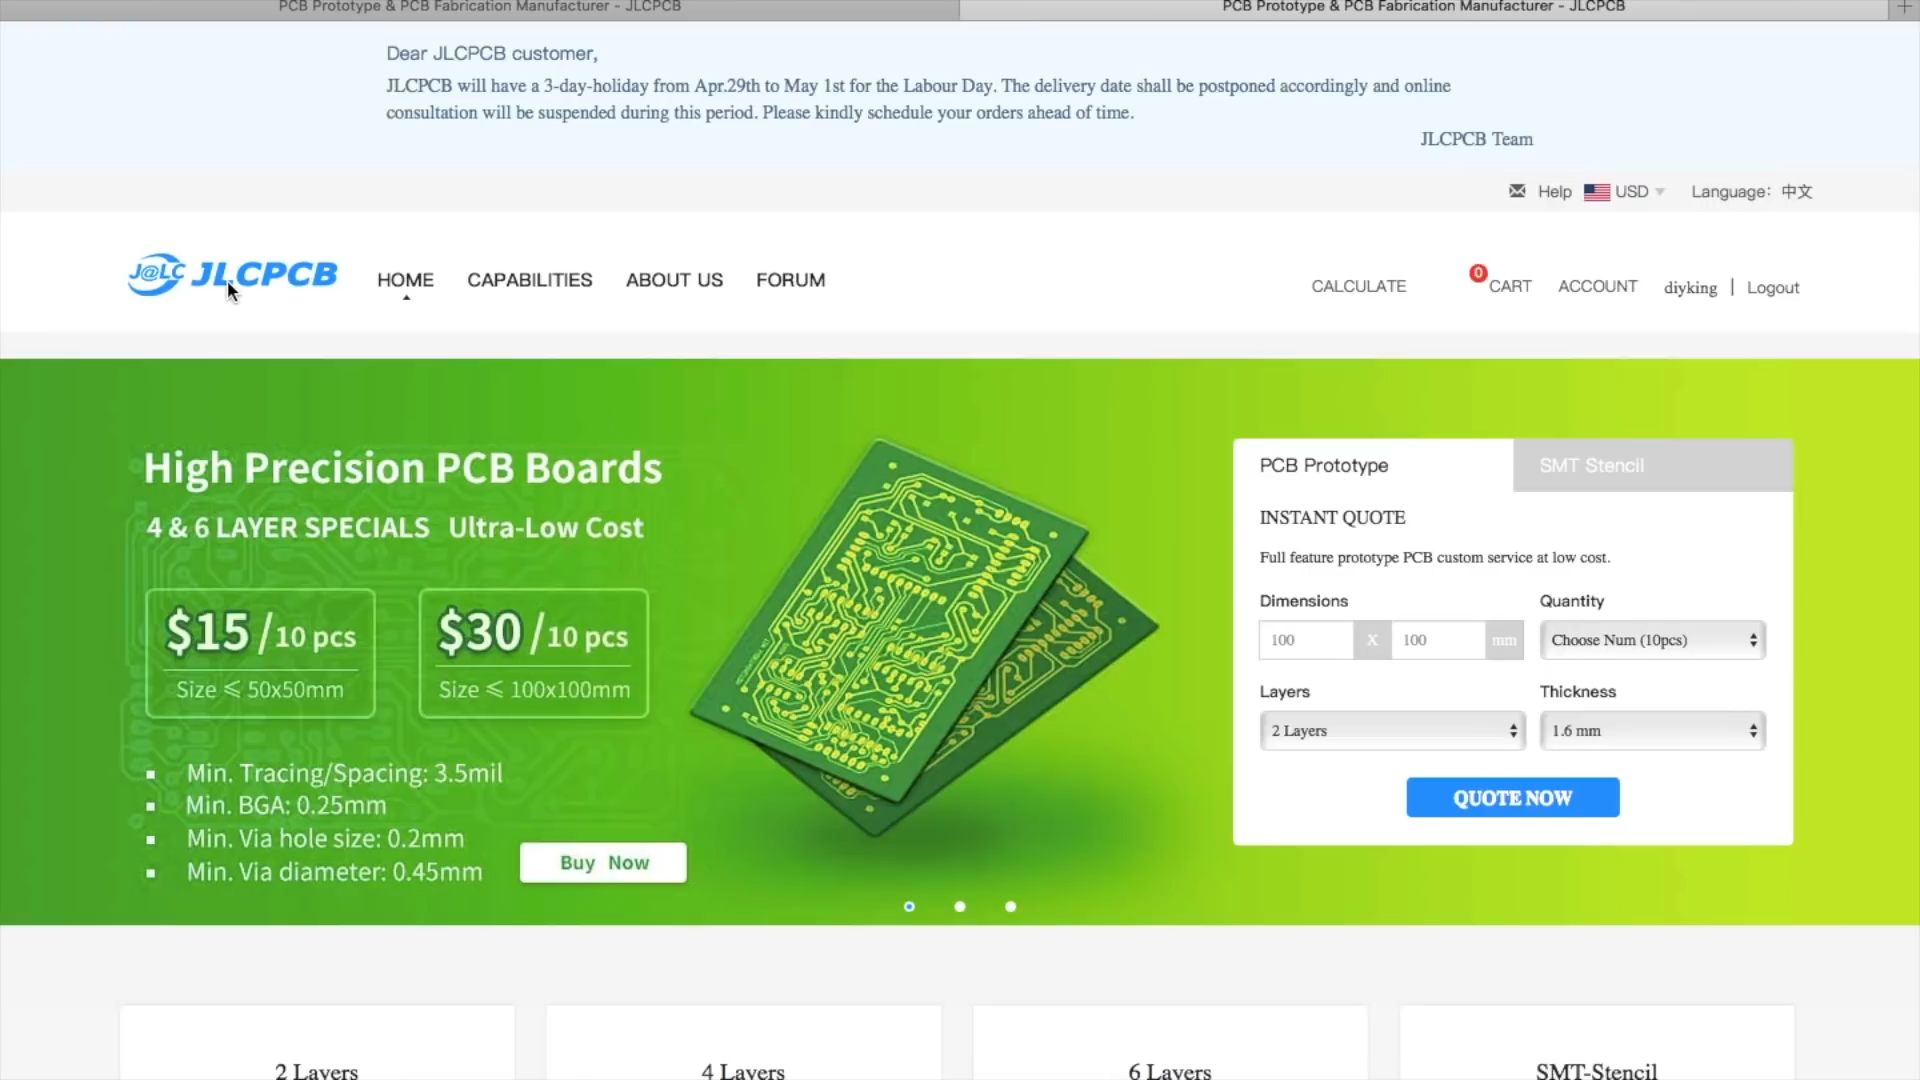 PCB Prototype & PCB Fabrication Manufacturer - JLCPCB
PCB Prototype & PCB Fabrication Manufacturer - JLCPCB
Dear JLCPCB customer,
JLCPCB will have a 3-day-holiday from Apr.29th to May 1st for the Labour Day. The delivery date shall be postponed accordingly and online
consultation will be suspended during this period. Please kindly schedule your orders ahead of time.
JLCPCB Team
Help USD Language: 中文
J@LC JLCPCB HOME CAPABILITIES ABOUT US FORUM CALCULATE 0 CART ACCOUNT diyking | Logout
High Precision PCB Boards
4 & 6 LAYER SPECIALS Ultra-Low Cost
$15/10 pcs
Size ⩽ 50x50mm
$30/10 pcs
Size ⩽ 100x100mm
Min. Tracing/Spacing: 3.5mil
Min. BGA: 0.25mm
Min. Via hole size: 0.2mm
Min. Via diameter: 0.45mm
Buy Now
PCB Prototype SMT Stencil
INSTANT QUOTE
Full feature prototype PCB custom service at low cost.
Dimensions Quantity
100 X 100 mm Choose Num (10pcs)
Layers Thickness
2 Layers 1.6 mm
QUOTE NOW
2 Layers 4 Layers 6 Layers SMT-Stencil